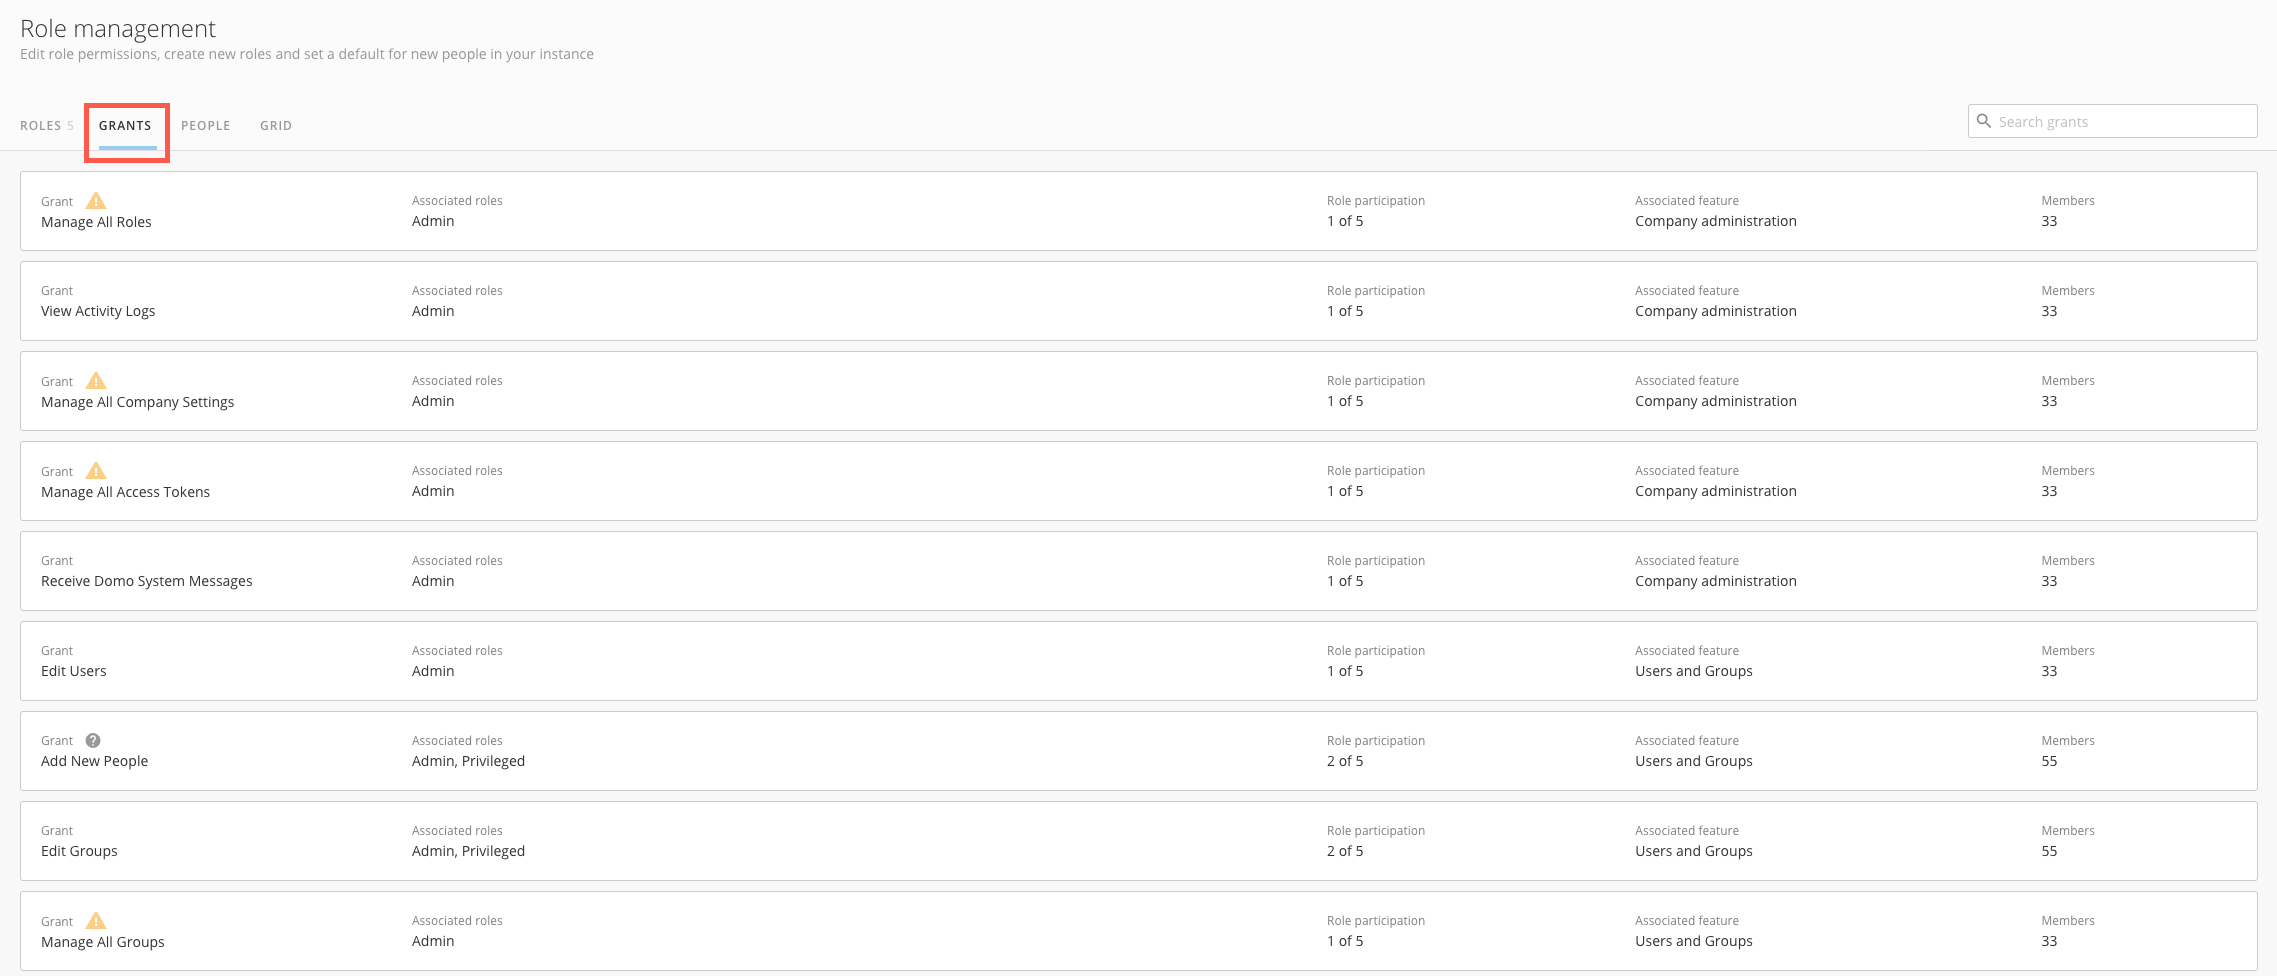 Role management
Edit role permissions, create new roles and set a default for new people in your instance
ROLES 5 GRANTS PEOPLE GRID Search grants
Grant Associated roles Role participation Associated feature Members
Manage All Roles Admin 1 of 5 Company administration 33
Grant Associated roles Role participation Associated feature Members
View Activity Logs Admin 1 of 5 Company administration 33
Grant Associated roles Role participation Associated feature Members
Manage All Company Settings Admin 1 of 5 Company administration 33
Grant Associated roles Role participation Associated feature Members
Manage All Access Tokens Admin 1 of 5 Company administration 33
Grant Associated roles Role participation Associated feature Members
Receive Domo System Messages Admin 1 of 5 Company administration 33
Grant Associated roles Role participation Associated feature Members
Edit Users Admin 1 of 5 Users and Groups 33
Grant Associated roles Role participation Associated feature Members
Add New People Admin, Privileged 2 of 5 Users and Groups 55
Grant Associated roles Role participation Associated feature Members
Edit Groups Admin, Privileged 2 of 5 Users and Groups 55
Grant Associated roles Role participation Associated feature Members
Manage All Groups Admin 1 of 5 Users and Groups 33